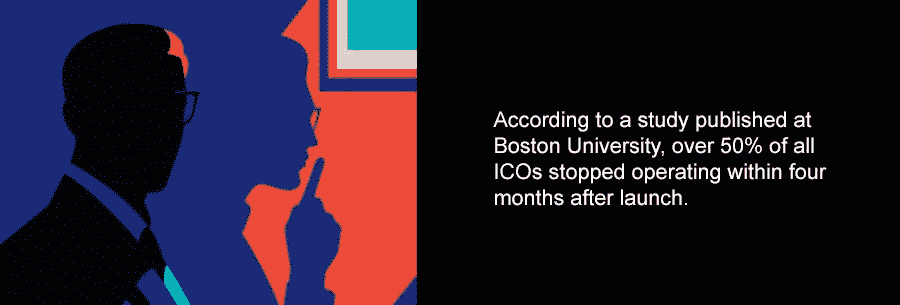 According to a study published at
Boston University, over 50% of all
ICOs stopped operating within four
months after launch.